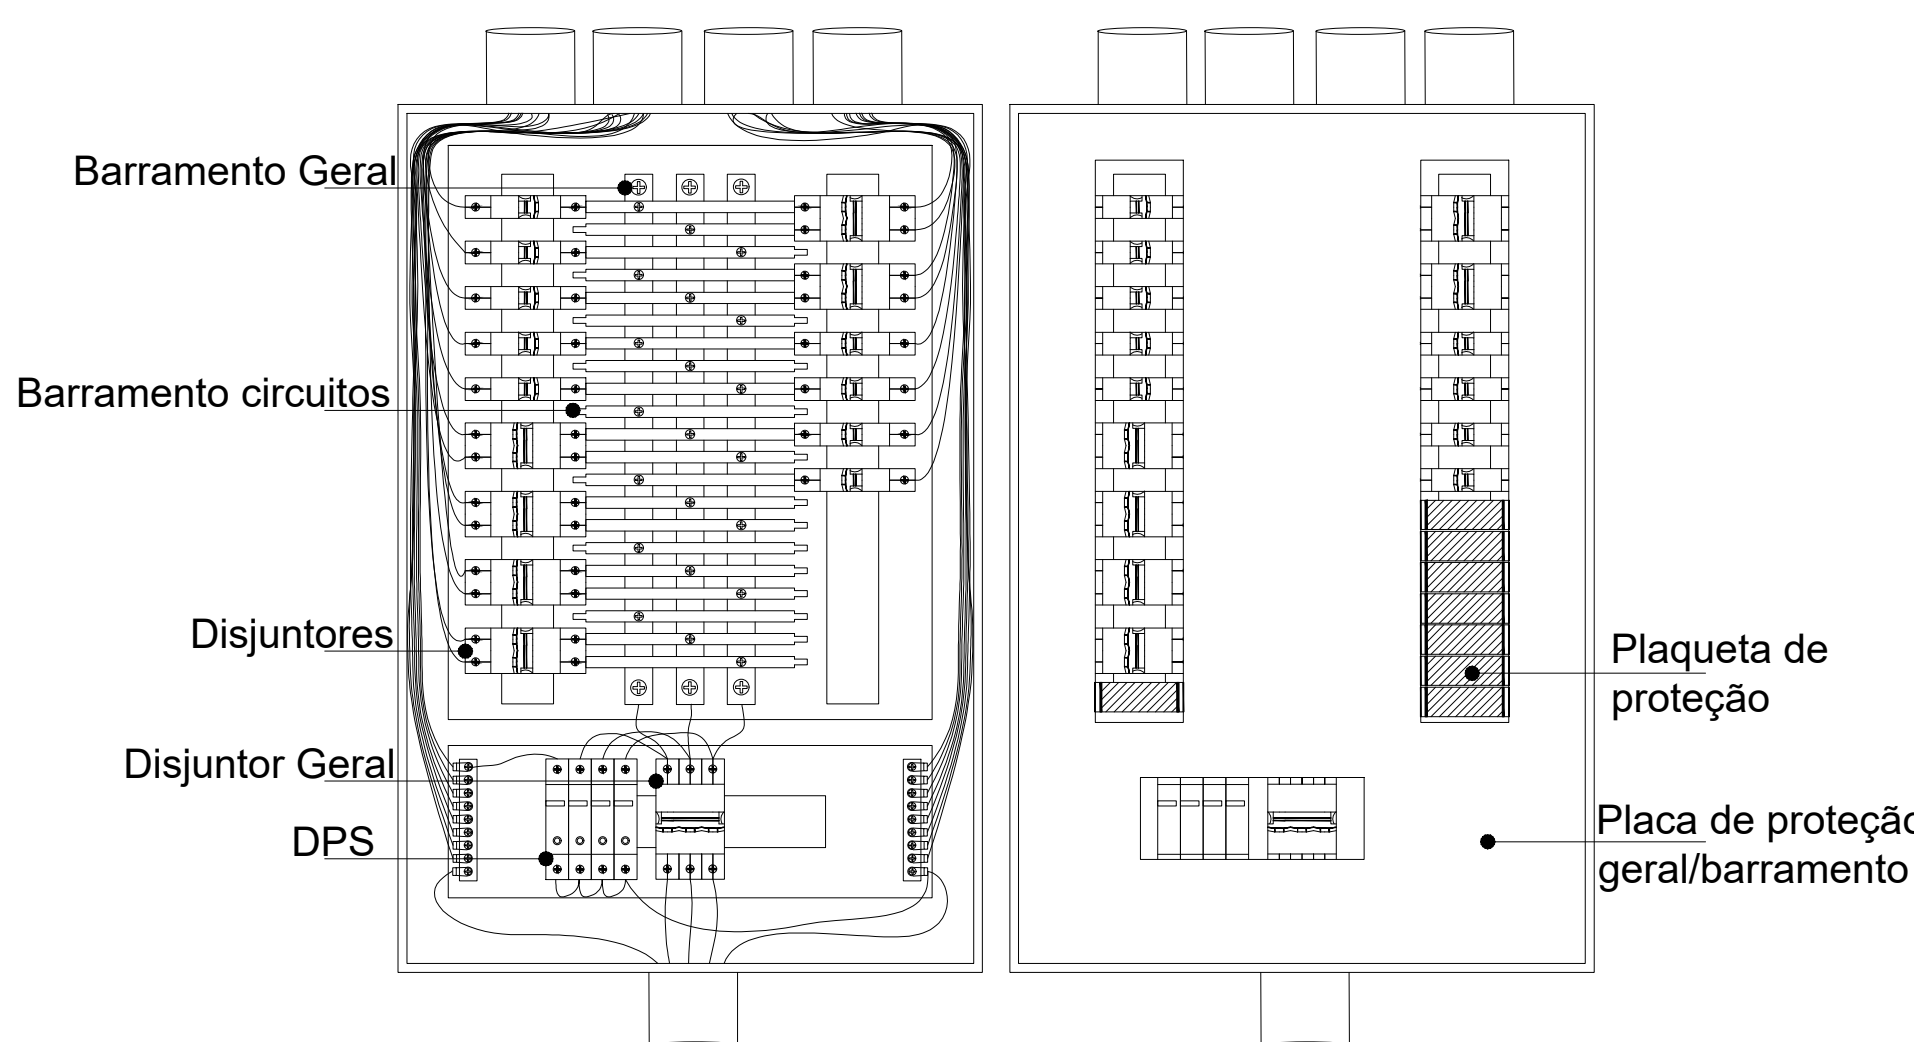 Barramento Geral
Barramento circuitos
Disjuntores
Disjuntor Geral
DPS
Plaqueta de
proteção
Placa de proteção
geral/barramento